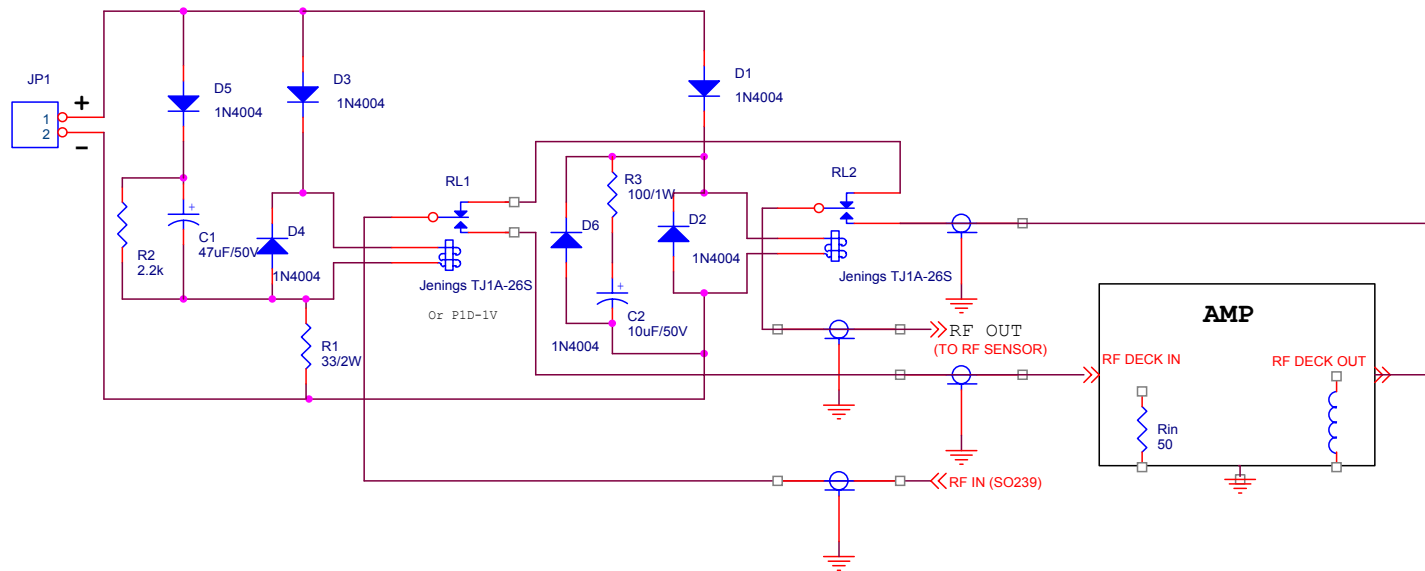 JP1
+
1
2
−
D5
1N4004
D3
1N4004
D1
1N4004
R2
2.2k
C1
47uF/50V
D4
1N4004
R1
33/2W
RL1
Jenings TJ1A-26S
Or P1D-1V
D6
1N4004
R3
100/1W
C2
10uF/50V
D2
1N4004
RL2
Jenings TJ1A-26S
RF OUT
(TO RF SENSOR)
RF IN (SO239)
AMP
RF DECK IN
RF DECK OUT
Rin
50
+
+